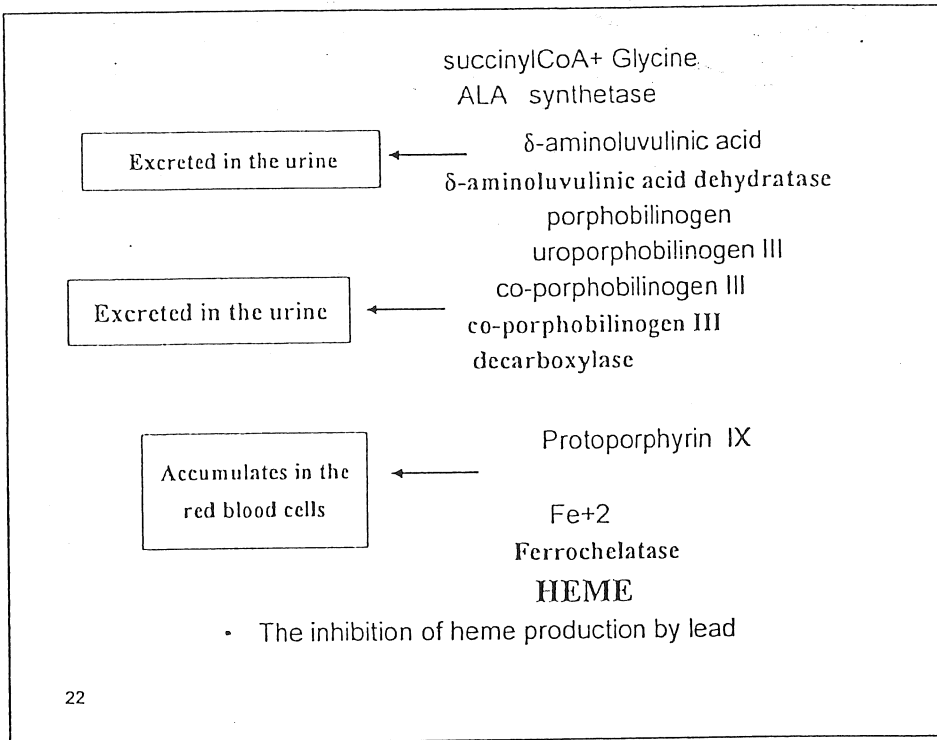 succinylCoA+ Glycine
ALA synthetase
Excreted in the urine
δ-aminoluvulinic acid
δ-aminoluvulinic acid dehydratase
porphobilinogen
uroporphobilinogen III
co-porphobilinogen III
Excreted in the urine
co-porphobilinogen III
decarboxylase
Protoporphyrin IX
Accumulates in the
red blood cells
Fe+2
Ferrochelatase
HEME
• The inhibition of heme production by lead
22